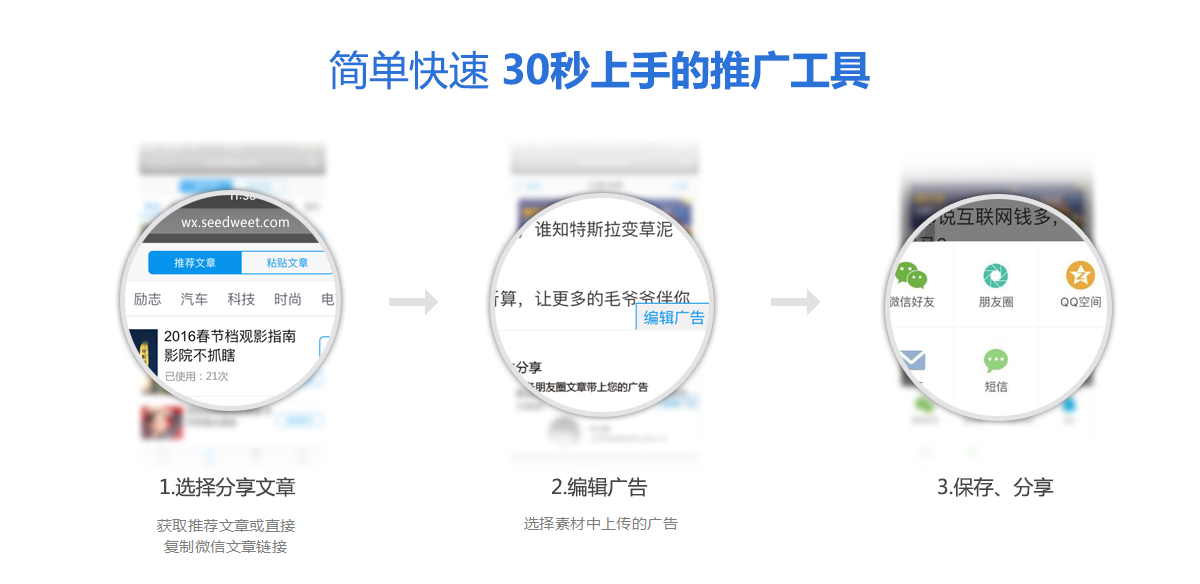 简单快速 30秒上手的推广工具
wx.seedweet.com
推荐文章 粘贴文章
励志 汽车 科技 时尚 电
2016春节档观影指南
影院不抓瞎
已使用：21次
1.选择分享文章
获取推荐文章或直接
复制微信文章链接
，谁知特斯拉变草泥
折算，让更多的毛爷爷伴你
编辑广告
分享
朋友圈文章带上您的广告
2.编辑广告
选择素材中上传的广告
说互联网钱多，
微信好友 朋友圈 QQ空间
短信
3.保存、分享